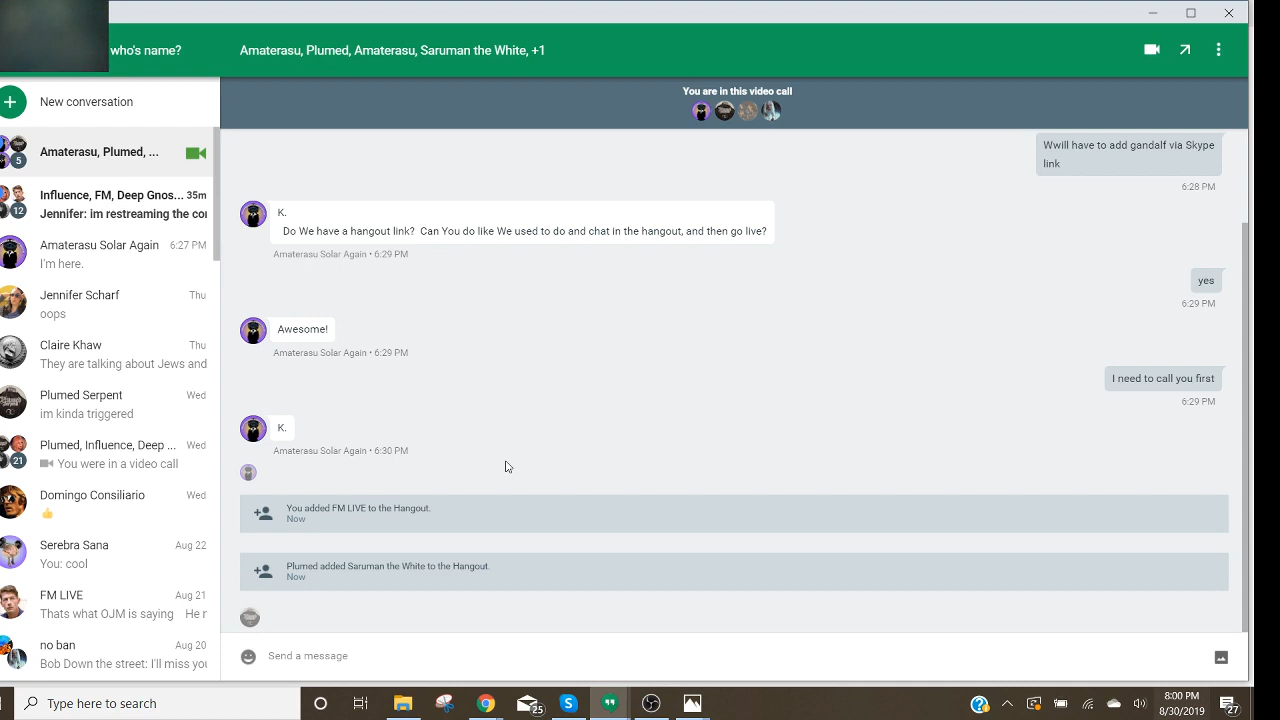 who's name?
Amaterasu, Plumed, Amaterasu, Saruman the White, +1
New conversation
Amaterasu, Plumed, ...
5
Influence, FM, Deep Gnos... 35m
Jennifer: im restreaming the con
12
Amaterasu Solar Again 6:27 PM
I'm here.
Jennifer Scharf Thu
oops
Claire Khaw Thu
They are talking about Jews and
Plumed Serpent Wed
im kinda triggered
Plumed, Influence, Deep ... Wed
You were in a video call
21
Domingo Consiliario Wed
Serebra Sana Aug 22
You: cool
FM LIVE Aug 21
Thats what OJM is saying He r
no ban Aug 20
Bob Down the street: I'll miss you
You are in this video call
Wwill have to add gandalf via Skype
link
6:28 PM
K.
Do We have a hangout link? Can You do like We used to do and chat in the hangout, and then go live?
Amaterasu Solar Again • 6:29 PM
yes
6:29 PM
Awesome!
Amaterasu Solar Again • 6:29 PM
I need to call you first
6:29 PM
K.
Amaterasu Solar Again • 6:30 PM
You added FM LIVE to the Hangout.
Now
Plumed added Saruman the White to the Hangout.
Now
Send a message
Type here to search
25
8:00 PM
8/30/2019
27